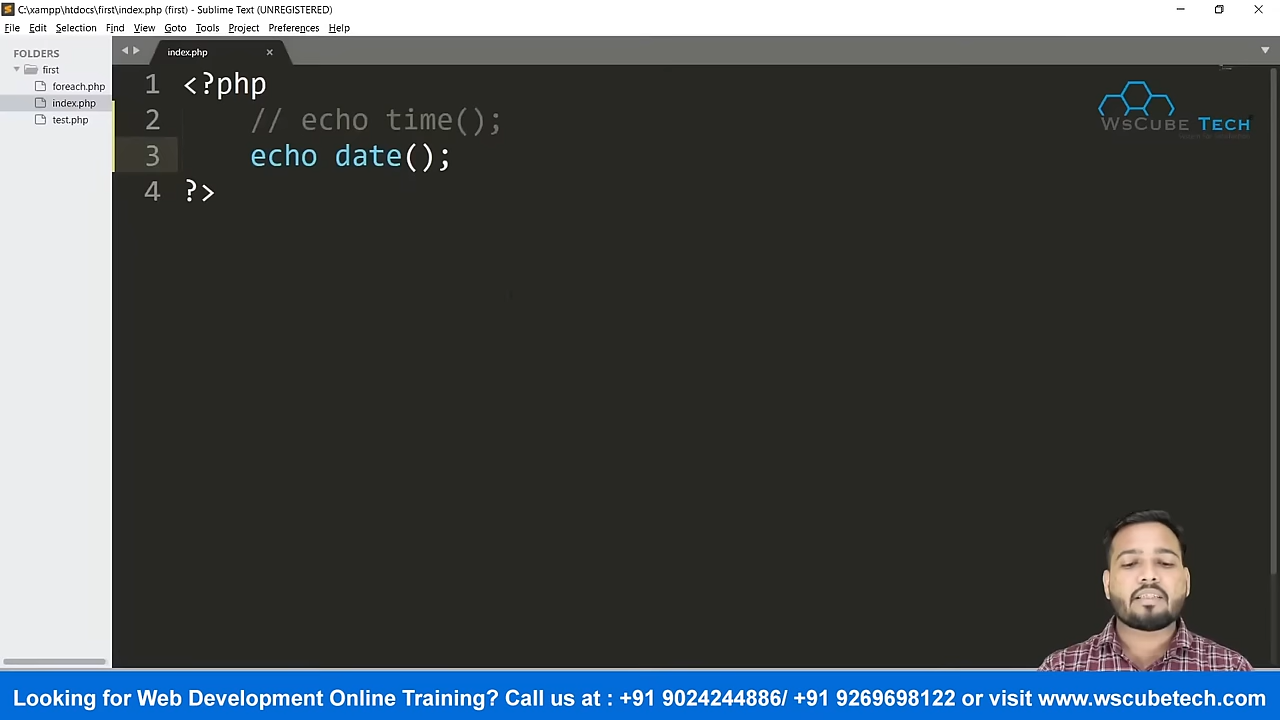 C:\xampp\htdocs\first\index.php (first) - Sublime Text (UNREGISTERED)
File Edit Selection Find View Goto Tools Project Preferences Help
FOLDERS
first
foreach.php
index.php
test.php
index.php
1 <?php
2 // echo time();
3 echo date();
4 ?>
WsCube Tech
Looking for Web Development Online Training? Call us at : +91 9024244886/ +91 9269698122 or visit www.wscubetech.com